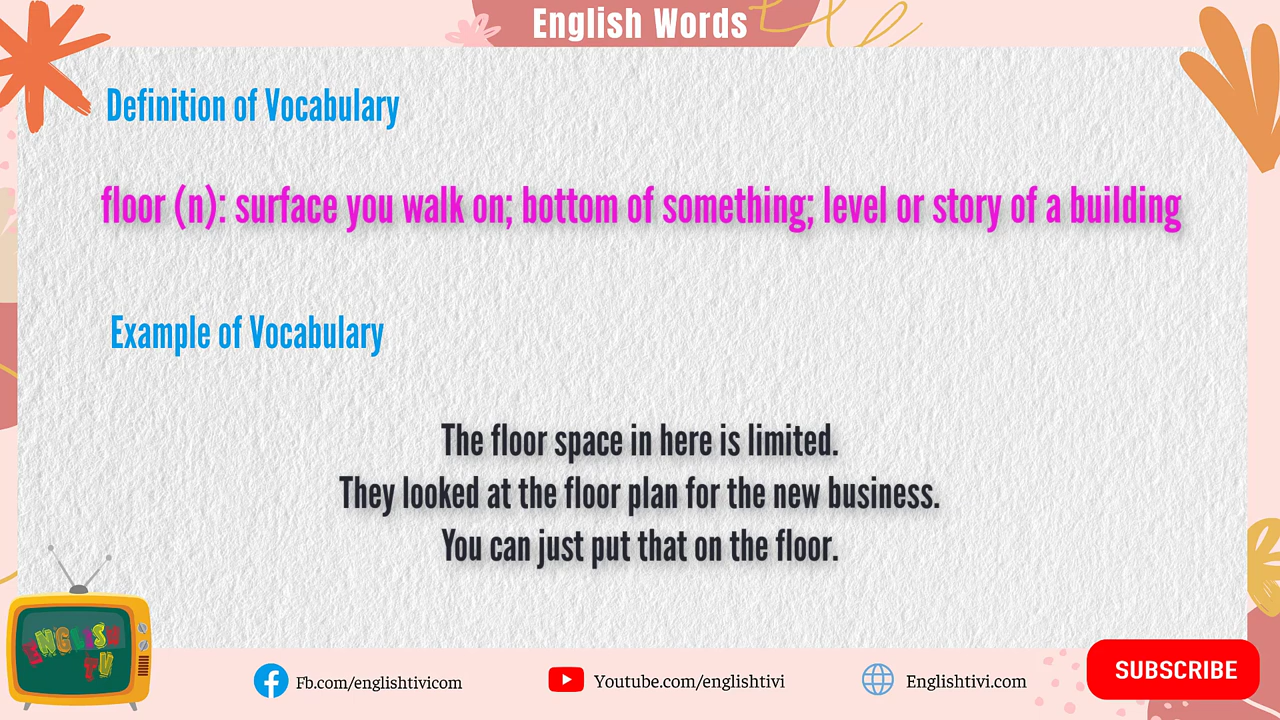 English Words
Definition of Vocabulary
floor (n): surface you walk on; bottom of something; level or story of a building
Example of Vocabulary
The floor space in here is limited.
They looked at the floor plan for the new business.
You can just put that on the floor.
ENGLISH
TV
Fb.com/englishtivicom
Youtube.com/englishtivi
Englishtivi.com
SUBSCRIBE